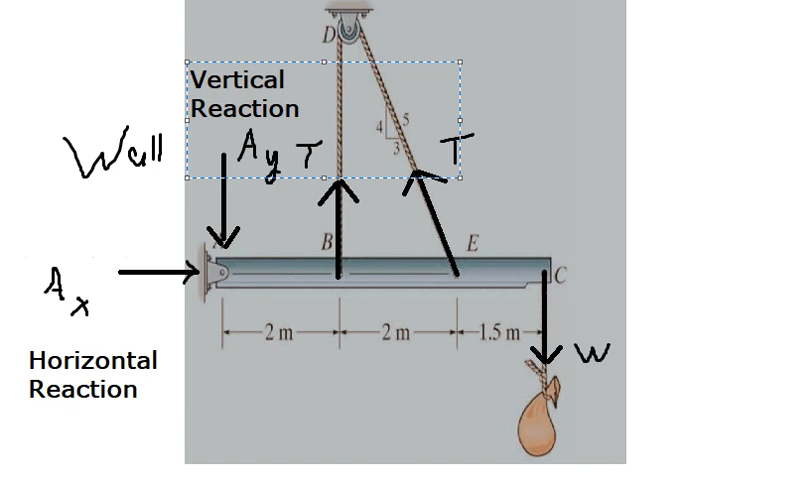 D
Vertical
Reaction
4
5
3
Wall
Ay
T
T
A
B
E
C
Ax
2 m
2 m
1.5 m
W
Horizontal
Reaction